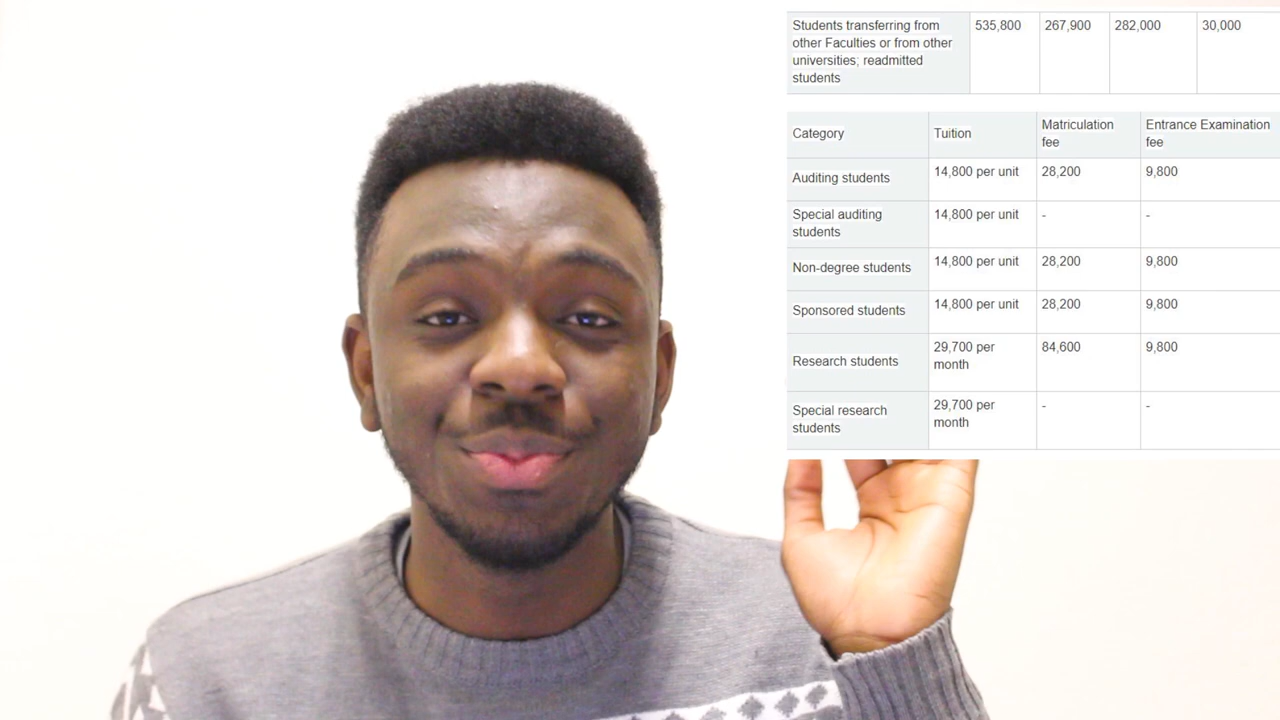 Students transferring from 535,800 267,900 282,000 30,000
other Faculties or from other
universities; readmitted
students
Category Tuition Matriculation fee Entrance Examination fee
Auditing students 14,800 per unit 28,200 9,800
Special auditing students 14,800 per unit - -
Non-degree students 14,800 per unit 28,200 9,800
Sponsored students 14,800 per unit 28,200 9,800
Research students 29,700 per month 84,600 9,800
Special research students 29,700 per month - -